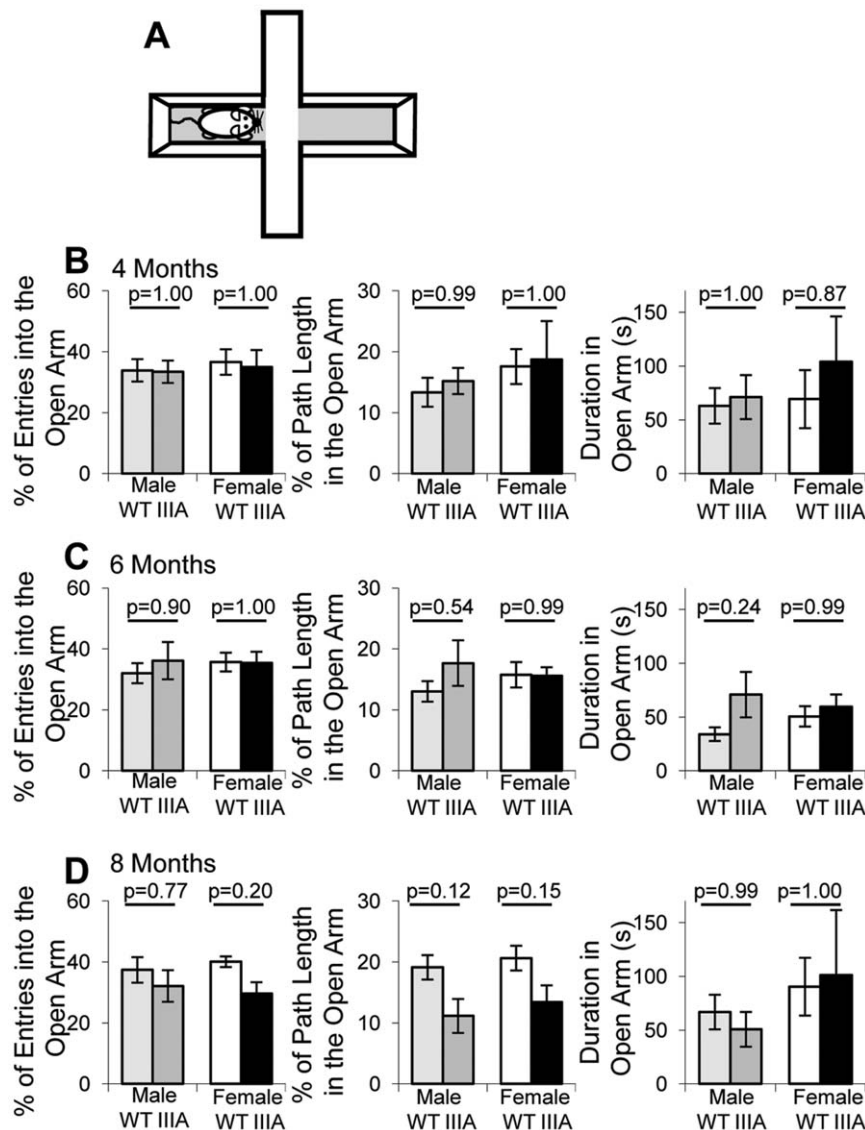 A
B 4 Months
% of Entries into the
Open Arm
60
40
20
0
p=1.00 p=1.00
Male Female
WT IIIA WT IIIA
% of Path Length
in the Open Arm
30
20
10
0
p=0.99 p=1.00
Male Female
WT IIIA WT IIIA
Duration in
Open Arm (s)
150
100
50
0
p=1.00 p=0.87
Male Female
WT IIIA WT IIIA
C 6 Months
% of Entries into the
Open Arm
60
40
20
0
p=0.90 p=1.00
Male Female
WT IIIA WT IIIA
% of Path Length
in the Open Arm
30
20
10
0
p=0.54 p=0.99
Male Female
WT IIIA WT IIIA
Duration in
Open Arm (s)
150
100
50
0
p=0.24 p=0.99
Male Female
WT IIIA WT IIIA
D 8 Months
% of Entries into the
Open Arm
60
40
20
0
p=0.77 p=0.20
Male Female
WT IIIA WT IIIA
% of Path Length
in the Open Arm
30
20
10
0
p=0.12 p=0.15
Male Female
WT IIIA WT IIIA
Duration in
Open Arm (s)
150
100
50
0
p=0.99 p=1.00
Male Female
WT IIIA WT IIIA